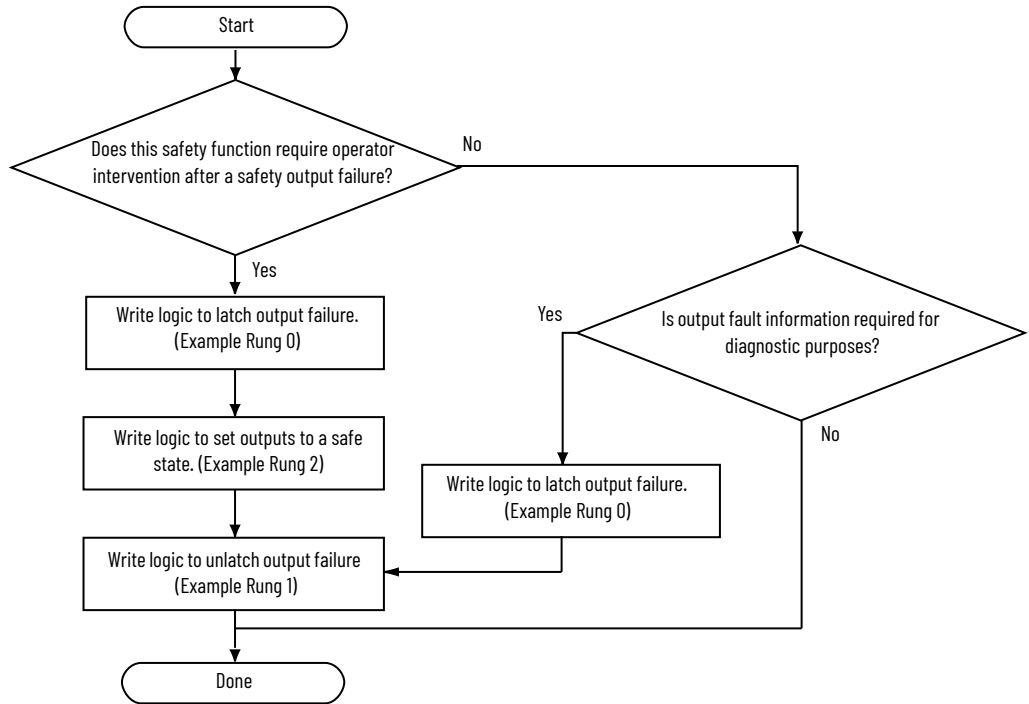 Start
Does this safety function require operator
intervention after a safety output failure?
No
Yes
Write logic to latch output failure.
(Example Rung 0)
Write logic to set outputs to a safe
state. (Example Rung 2)
Write logic to unlatch output failure
(Example Rung 1)
Is output fault information required for
diagnostic purposes?
Yes
No
Write logic to latch output failure.
(Example Rung 0)
Done